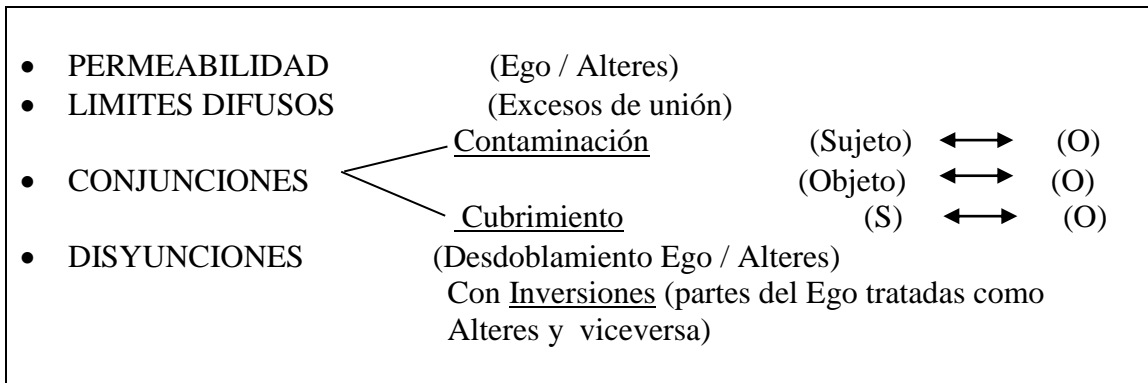 • PERMEABILIDAD (Ego / Alteres)
• LIMITES DIFUSOS (Excesos de unión)
Contaminación (Sujeto) ↔ (O)
• CONJUNCIONES (Objeto) ↔ (O)
Cubrimiento (S) ↔ (O)
• DISYUNCIONES (Desdoblamiento Ego / Alteres)
Con Inversiones (partes del Ego tratadas como
Alteres y viceversa)